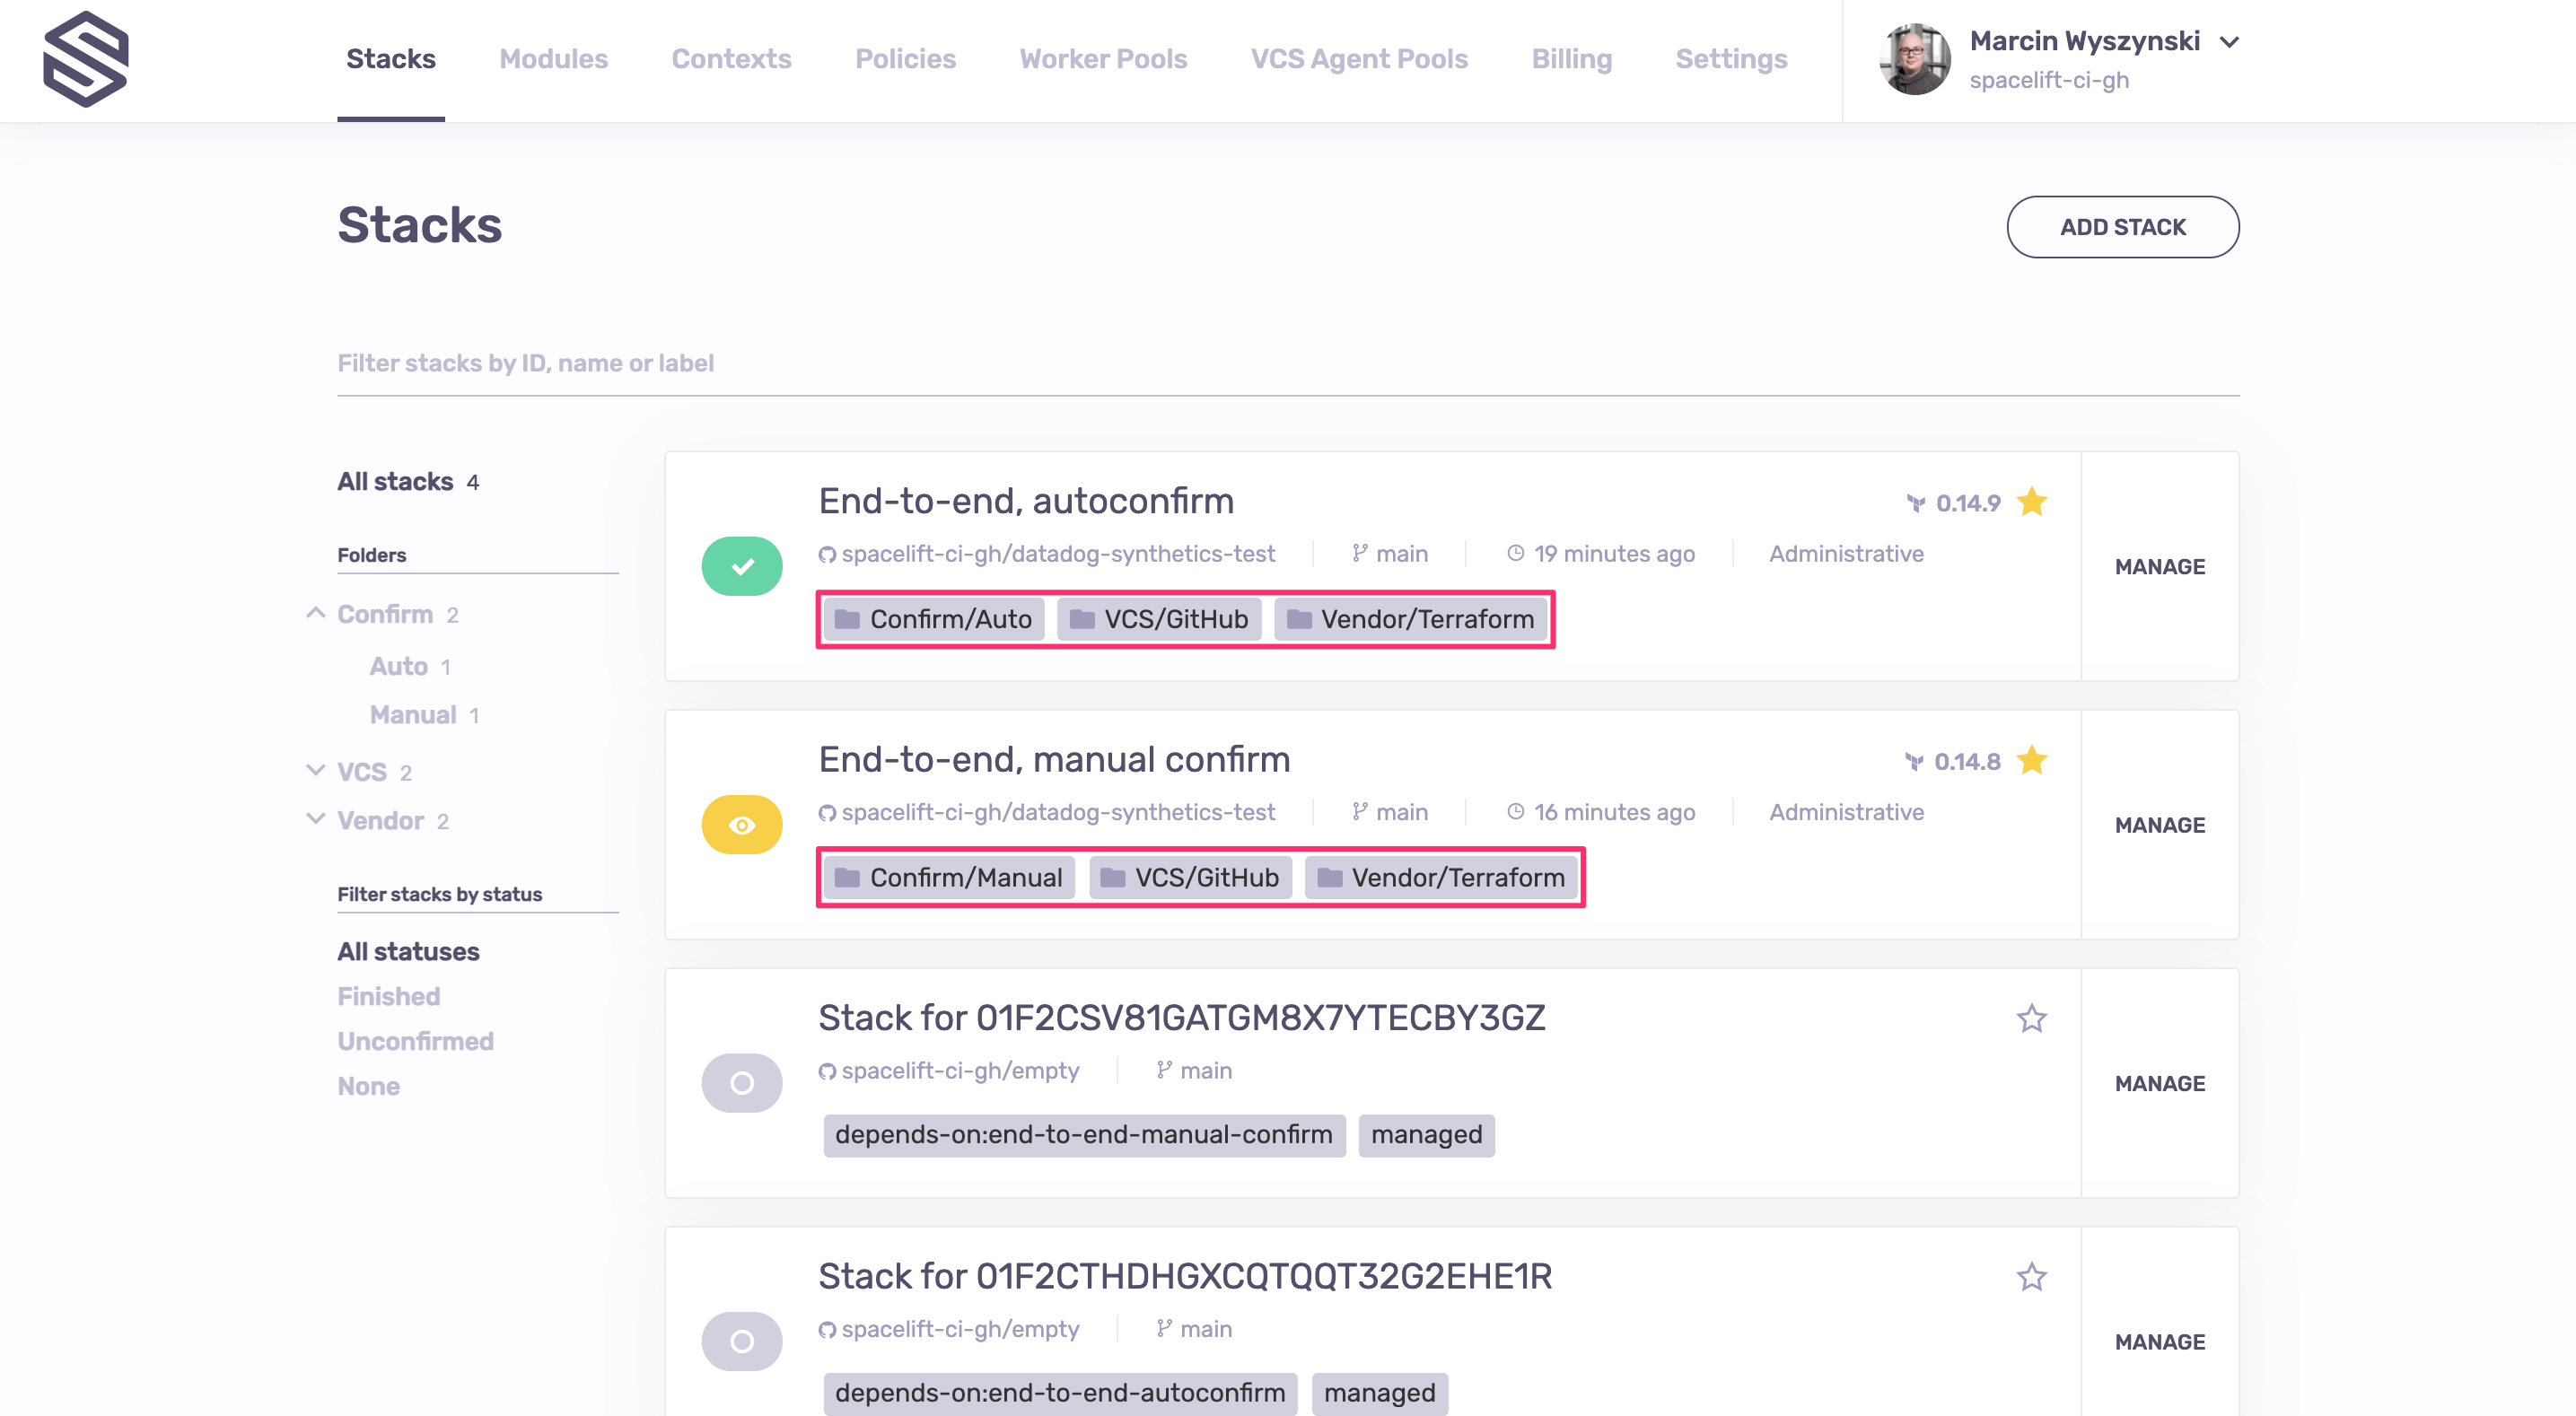 Stacks Modules Contexts Policies Worker Pools VCS Agent Pools Billing Settings
Marcin Wyszynski
spacelift-ci-gh
Stacks
ADD STACK
Filter stacks by ID, name or label
All stacks 4
Folders
Confirm 2
Auto 1
Manual 1
VCS 2
Vendor 2
Filter stacks by status
All statuses
Finished
Unconfirmed
None
End-to-end, autoconfirm
0.14.9
spacelift-ci-gh/datadog-synthetics-test main 19 minutes ago Administrative
Confirm/Auto VCS/GitHub Vendor/Terraform
MANAGE
End-to-end, manual confirm
0.14.8
spacelift-ci-gh/datadog-synthetics-test main 16 minutes ago Administrative
Confirm/Manual VCS/GitHub Vendor/Terraform
MANAGE
Stack for 01F2CSV81GATGM8X7YTECBY3GZ
spacelift-ci-gh/empty main
depends-on:end-to-end-manual-confirm managed
MANAGE
Stack for 01F2CTHDHGXCQTQQT32G2EHE1R
spacelift-ci-gh/empty main
depends-on:end-to-end-autoconfirm managed
MANAGE